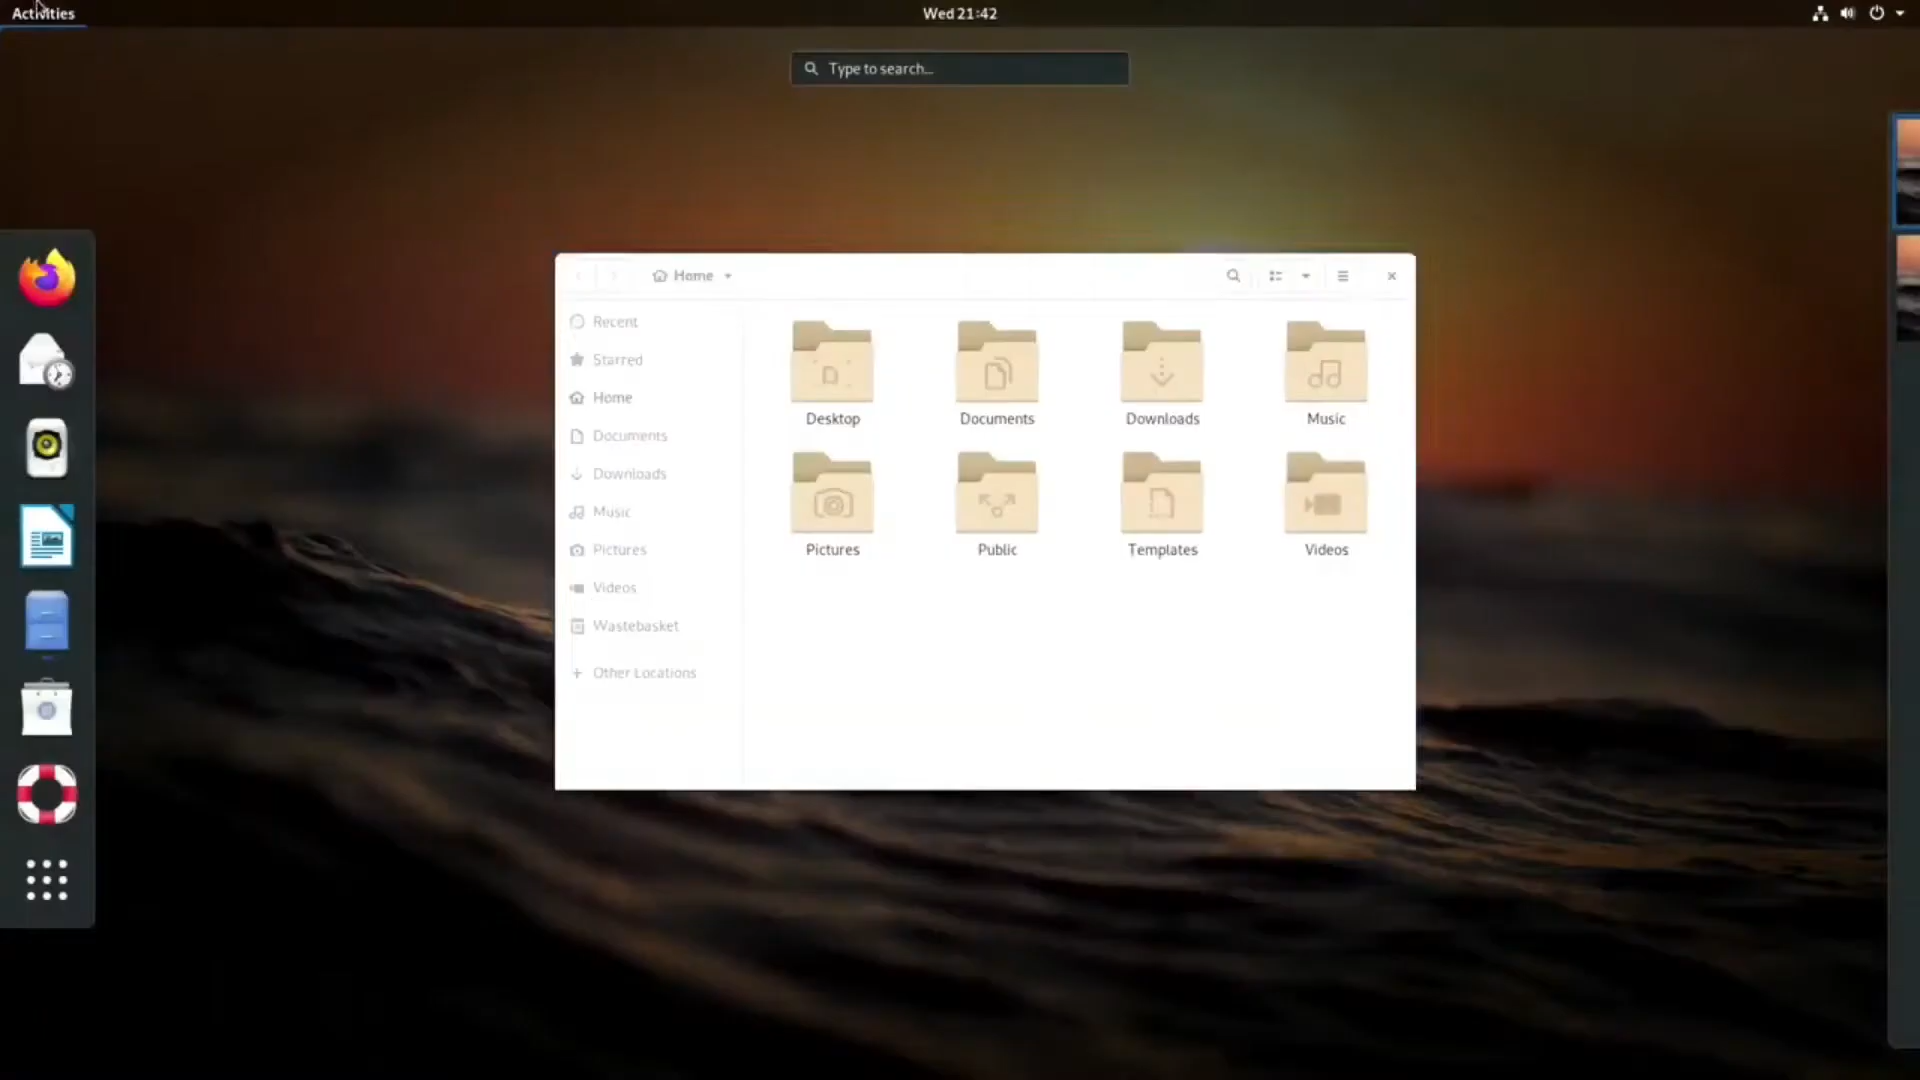 Activities
Wed 21:42
Type to search...
Home
Recent
Starred
Home
Documents
Downloads
Music
Pictures
Videos
Wastebasket
Other Locations
Desktop
Documents
Downloads
Music
Pictures
Public
Templates
Videos